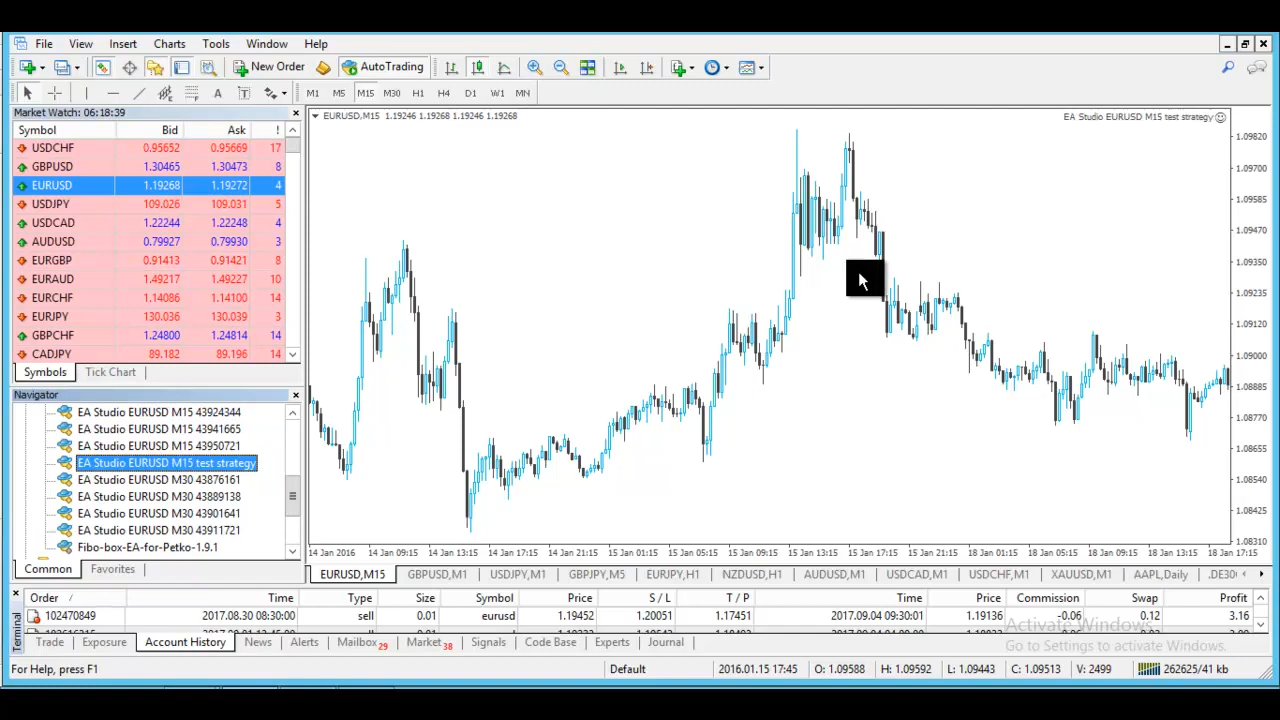 File View Insert Charts Tools Window Help
New Order AutoTrading
A T M1 M5 M15 M30 H1 H4 D1 W1 MN
Market Watch: 06:18:39
Symbol Bid Ask !
USDCHF 0.95652 0.95669 17
GBPUSD 1.30465 1.30473 8
EURUSD 1.19268 1.19272 4
USDJPY 109.026 109.031 5
USDCAD 1.22244 1.22248 4
AUDUSD 0.79927 0.79930 3
EURGBP 0.91413 0.91421 8
EURAUD 1.49217 1.49227 10
EURCHF 1.14086 1.14100 14
EURJPY 130.036 130.039 3
GBPCHF 1.24800 1.24814 14
CADJPY 89.182 89.196 14
Symbols Tick Chart
Navigator
EA Studio EURUSD M15 43924344
EA Studio EURUSD M15 43941665
EA Studio EURUSD M15 43950721
EA Studio EURUSD M15 test strategy
EA Studio EURUSD M30 43876161
EA Studio EURUSD M30 43889138
EA Studio EURUSD M30 43901641
EA Studio EURUSD M30 43911721
Fibo-box-EA-for-Petko-1.9.1
Common Favorites
EURUSD,M15 1.19246 1.19268 1.19246 1.19268
EA Studio EURUSD M15 test strategy
1.09820
1.09700
1.09585
1.09470
1.09350
1.09235
1.09120
1.09000
1.08885
1.08770
1.08655
1.08540
1.08425
1.08310
14 Jan 2016 14 Jan 09:15 14 Jan 13:15 14 Jan 17:15 14 Jan 21:15 15 Jan 01:15 15 Jan 05:15 15 Jan 09:15 15 Jan 13:15 15 Jan 17:15 15 Jan 21:15 18 Jan 01:15 18 Jan 05:15 18 Jan 09:15 18 Jan 13:15 18 Jan 17:15
EURUSD,M15 GBPUSD,M1 USDJPY,M1 GBPJPY,M5 EURJPY,H1 NZDUSD,H1 AUDUSD,M1 USDCAD,M1 USDCHF,M1 XAUUSD,M1 AAPL,Daily .DE30
Terminal
Order / Time Type Size Symbol Price S / L T / P Time Price Commission Swap Profit
102470849 2017.08.30 08:30:00 sell 0.01 eurusd 1.19452 1.20051 1.17451 2017.09.04 09:30:01 1.19136 -0.06 0.12 3.16
Trade Exposure Account History News Alerts Mailbox 29 Market 38 Signals Code Base Experts Journal
Activate Windows
Go to Settings to activate Windows.
For Help, press F1 Default 2016.01.15 17:45 O: 1.09588 H: 1.09592 L: 1.09443 C: 1.09513 V: 2499 262625/41 kb